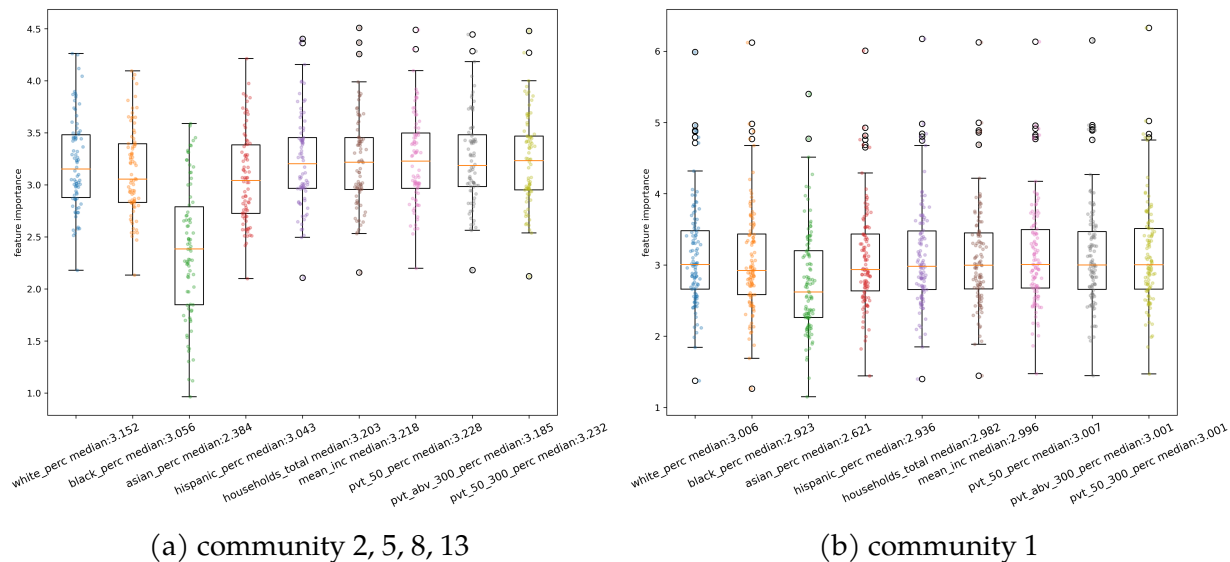 feature importance
4.5
4.0
3.5
3.0
2.5
2.0
1.5
1.0
white_perc median:3.152
black_perc median:3.056
asian_perc median:2.384
hispanic_perc median:3.043
households_total median:3.203
mean_inc median:3.218
pvt_50_perc median:3.228
pvt_abv_300_perc median:3.185
pvt_50_300_perc median:3.232
(a) community 2, 5, 8, 13
feature importance
6
5
4
3
2
1
white_perc median:3.006
black_perc median:2.923
asian_perc median:2.621
hispanic_perc median:2.936
households_total median:2.982
mean_inc median:2.996
pvt_50_perc median:3.007
pvt_abv_300_perc median:3.001
pvt_50_300_perc median:3.001
(b) community 1